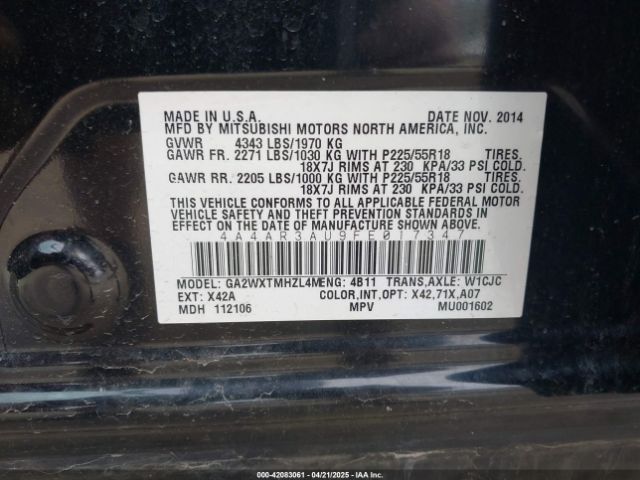 MADE IN U.S.A. DATE NOV. 2014
MFD BY MITSUBISHI MOTORS NORTH AMERICA, INC.
GVWR 4343 LBS/1970 KG
GAWR FR. 2271 LBS/1030 KG WITH P225/55R18 TIRES.
18X7J RIMS AT 230 KPA/33 PSI COLD.
GAWR RR. 2205 LBS/1000 KG WITH P225/55R18 TIRES.
18X7J RIMS AT 230 KPA/33 PSI COLD.
THIS VEHICLE CONFORMS TO ALL APPLICABLE FEDERAL MOTOR
VEHICLE SAFETY AND THEFT PREVENTION STANDARDS IN
EFFECT ON THE DATE OF MANUFACTURE SHOWN ABOVE.
4A4AR3AU9FE017347
MODEL: GA2WXTMHZL4M ENG: 4B11 TRANS,AXLE: W1CJC
EXT: X42A COLOR,INT,OPT: X42,71X,A07
MDH 112106 MPV MU001602
000-42083061 - 04/21/2025 - IAAI.COM